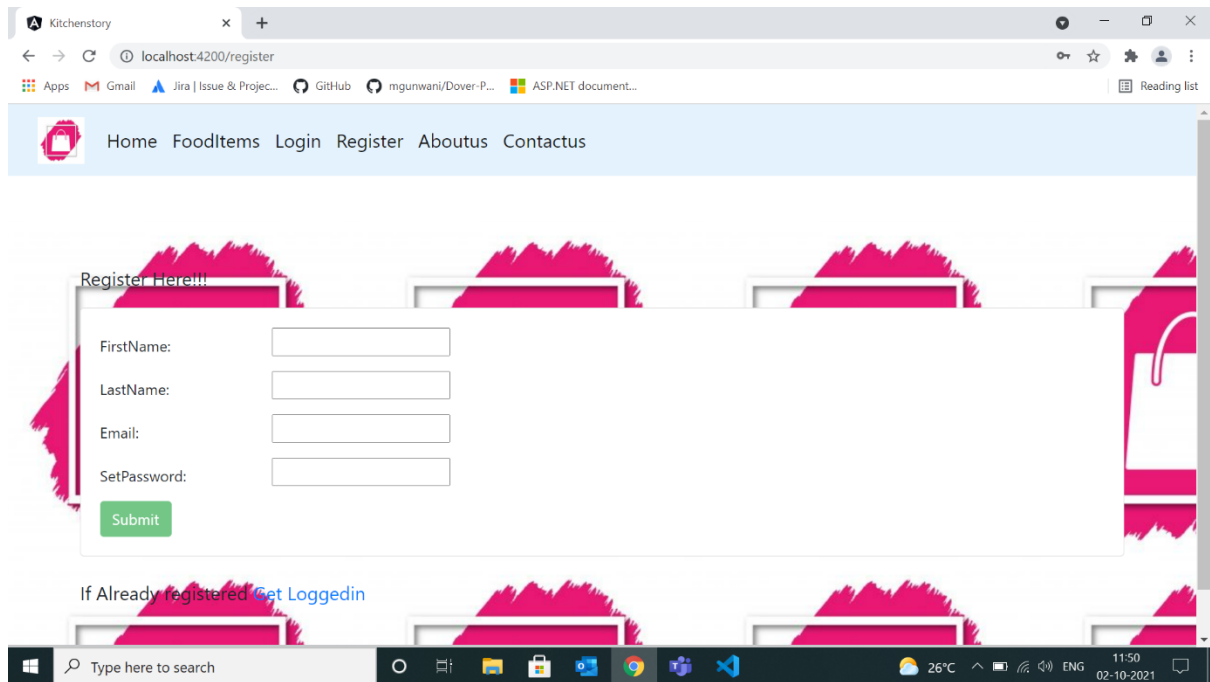 Kitchenstory
localhost:4200/register
Apps Gmail Jira | Issue & Projec... GitHub mgunwani/Dover-P... ASP.NET document... Reading list
Home FoodItems Login Register Aboutus Contactus
Register Here!!!
FirstName:
LastName:
Email:
SetPassword:
Submit
If Already registered Get Loggedin
Type here to search 26°C ENG 11:50
02-10-2021